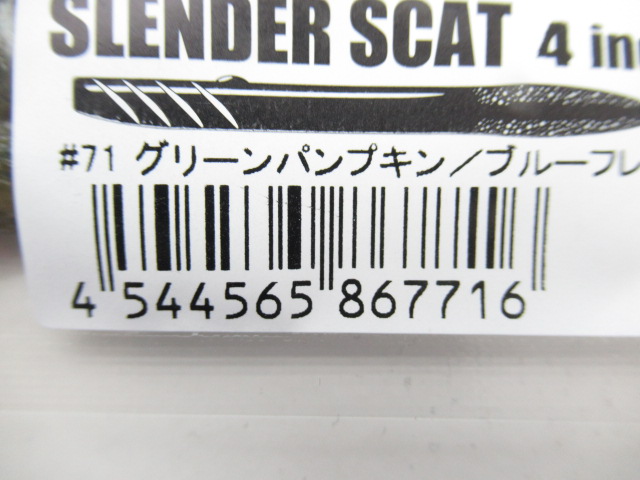 SLENDER SCAT 4 in
#71 グリーンパンプキン/ブルーフレ
4 544565 867716